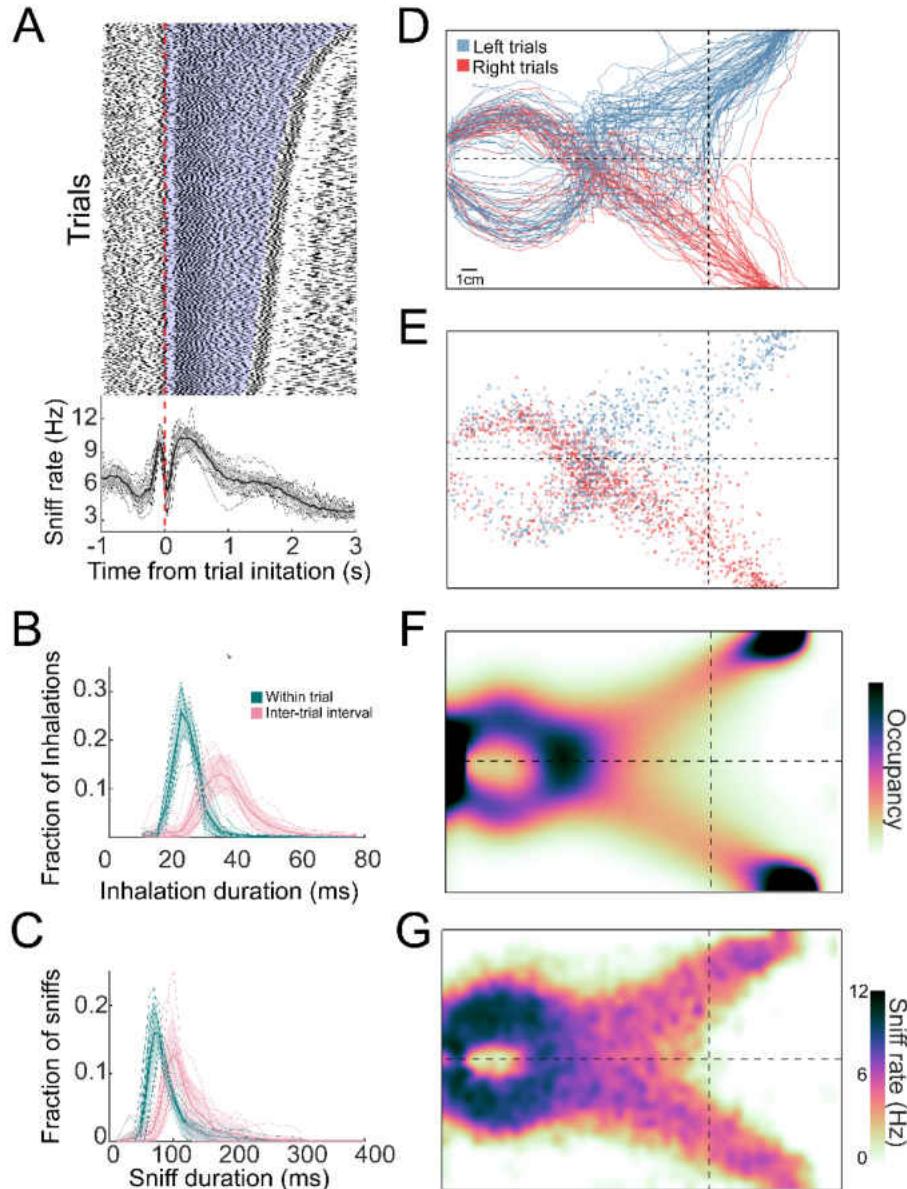 A
Trials
12
9
6
3
Sniff rate (Hz)
-1 0 1 2 3
Time from trial initation (s)
B
0.3
0.2
0.1
Fraction of Inhalations
Within trial
Inter-trial interval
0 20 40 60 80
Inhalation duration (ms)
C
0.2
0.1
0
Fraction of sniffs
0 100 200 300 400
Sniff duration (ms)
D
Left trials
Right trials
1cm
E
F
Occupancy
G
12
6
0
Sniff rate (Hz)